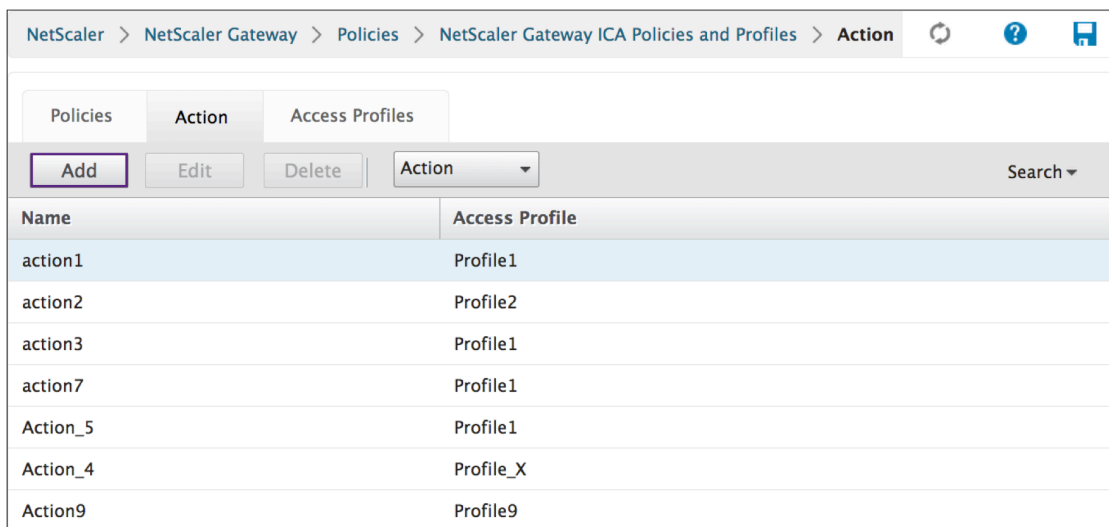 NetScaler > NetScaler Gateway > Policies > NetScaler Gateway ICA Policies and Profiles > Action ?
Policies Action Access Profiles
Add Edit Delete Action Search
Name Access Profile
action1 Profile1
action2 Profile2
action3 Profile1
action7 Profile1
Action_5 Profile1
Action_4 Profile_X
Action9 Profile9